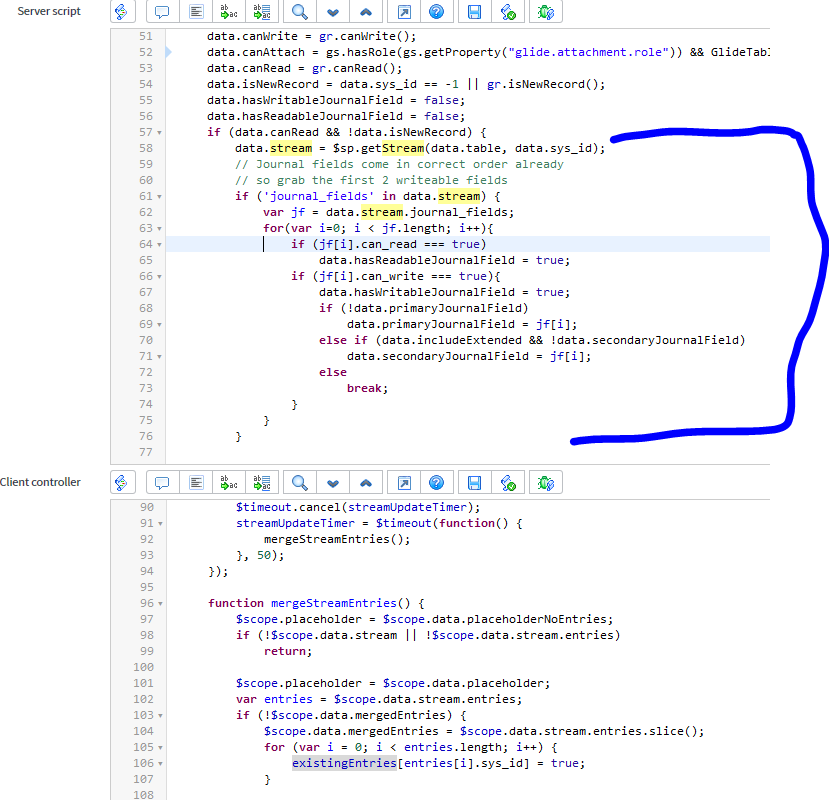 Server script
51 data.canWrite = gr.canWrite();
52 data.canAttach = gs.hasRole(gs.getProperty("glide.attachment.role")) && GlideTabl
53 data.canRead = gr.canRead();
54 data.isNewRecord = data.sys_id == -1 || gr.isNewRecord();
55 data.hasWritableJournalField = false;
56 data.hasReadableJournalField = false;
57 if (data.canRead && !data.isNewRecord) {
58 data.stream = $sp.getStream(data.table, data.sys_id);
59 // Journal fields come in correct order already
60 // so grab the first 2 writeable fields
61 if ('journal_fields' in data.stream) {
62 var jf = data.stream.journal_fields;
63 for(var i=0; i < jf.length; i++){
64 if (jf[i].can_read === true)
65 data.hasReadableJournalField = true;
66 if (jf[i].can_write === true){
67 data.hasWritableJournalField = true;
68 if (!data.primaryJournalField)
69 data.primaryJournalField = jf[i];
70 else if (data.includeExtended && !data.secondaryJournalField)
71 data.secondaryJournalField = jf[i];
72 else
73 break;
74 }
75 }
76 }
77
Client controller
90 $timeout.cancel(streamUpdateTimer);
91 streamUpdateTimer = $timeout(function() {
92 mergeStreamEntries();
93 }, 50);
94 });
95
96 function mergeStreamEntries() {
97 $scope.placeholder = $scope.data.placeholderNoEntries;
98 if (!$scope.data.stream || !$scope.data.stream.entries)
99 return;
100
101 $scope.placeholder = $scope.data.placeholder;
102 var entries = $scope.data.stream.entries;
103 if (!$scope.data.mergedEntries) {
104 $scope.data.mergedEntries = $scope.data.stream.entries.slice();
105 for (var i = 0; i < entries.length; i++) {
106 existingEntries[entries[i].sys_id] = true;
107 }
108